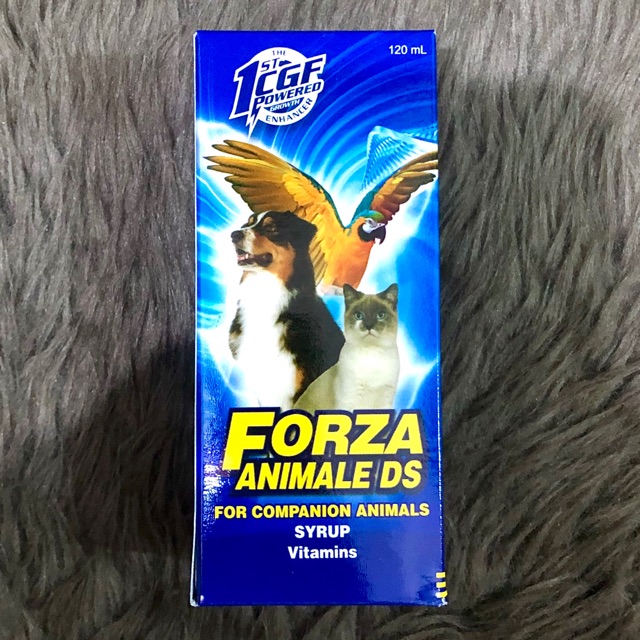 120 mL
THE
1ST CGF
POWERED
GROWTH
ENHANCER
FORZA
ANIMALE DS
FOR COMPANION ANIMALS
SYRUP
Vitamins